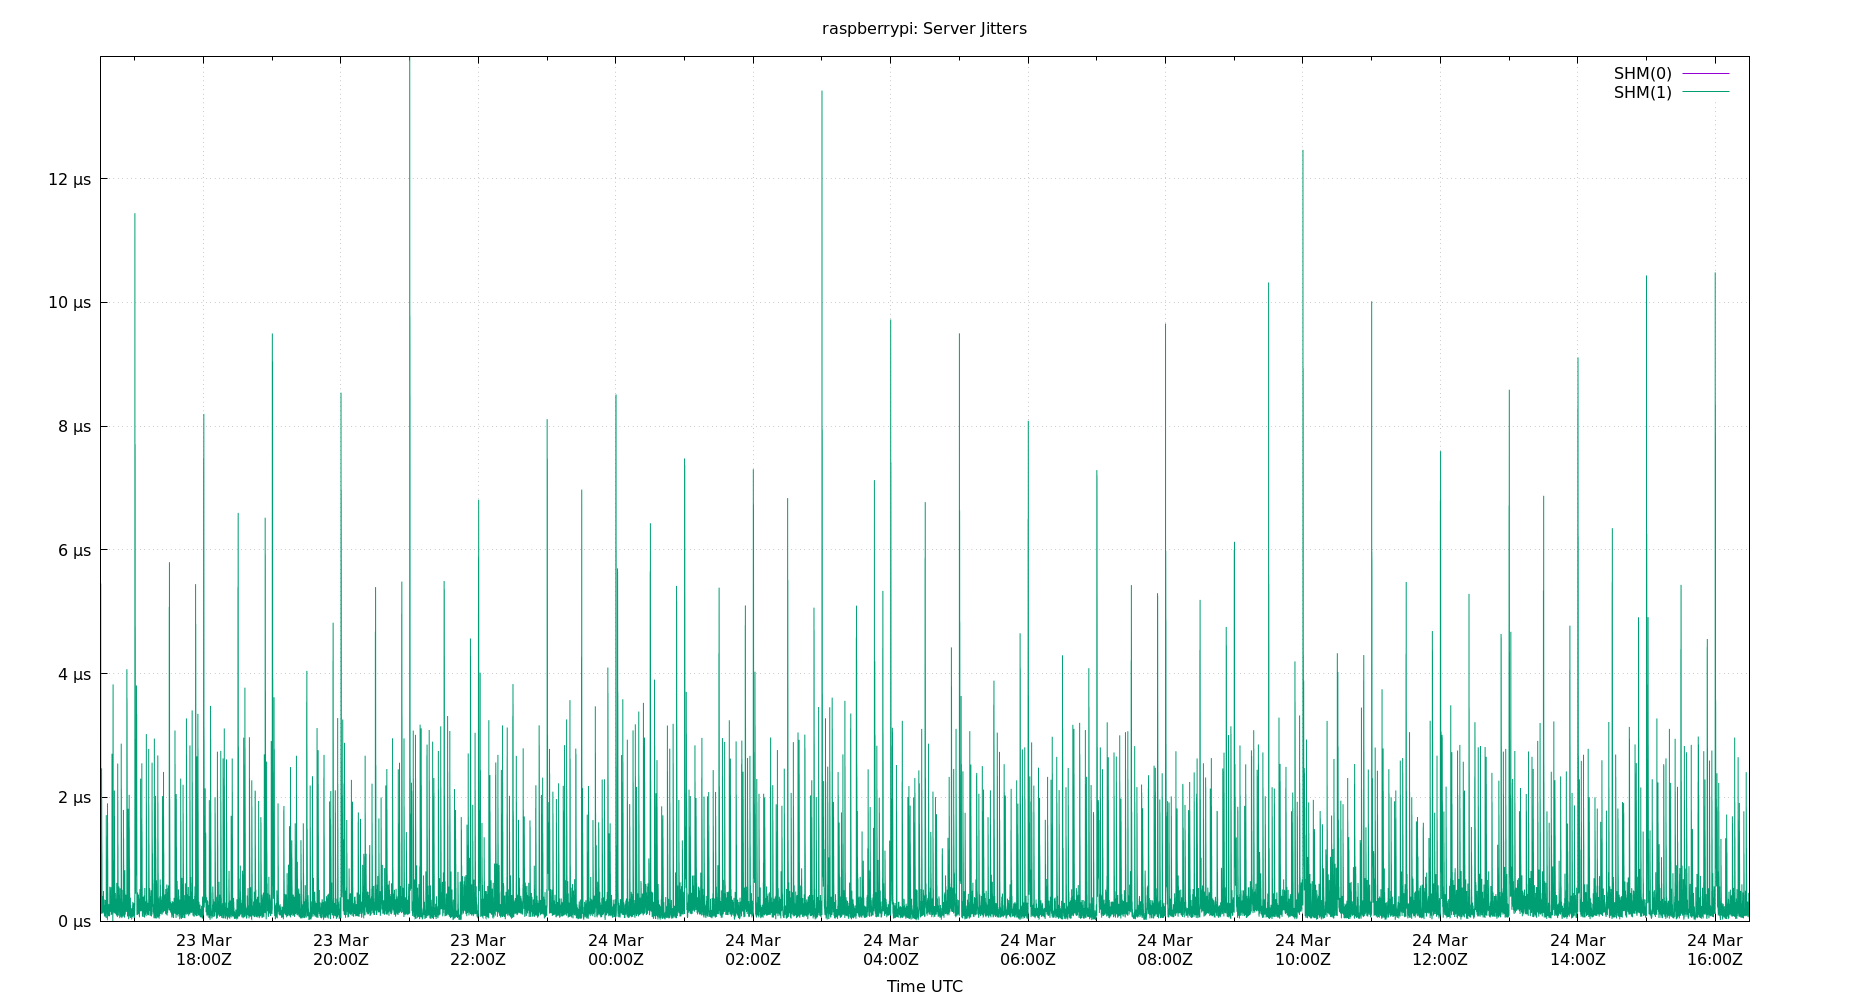 raspberrypi: Server Jitters
SHM(0)
SHM(1)
12 µs
10 µs
8 µs
6 µs
4 µs
2 µs
0 µs
23 Mar 23 Mar 23 Mar 24 Mar 24 Mar 24 Mar 24 Mar 24 Mar 24 Mar 24 Mar 24 Mar 24 Mar
18:00Z 20:00Z 22:00Z 00:00Z 02:00Z 04:00Z 06:00Z 08:00Z 10:00Z 12:00Z 14:00Z 16:00Z
Time UTC